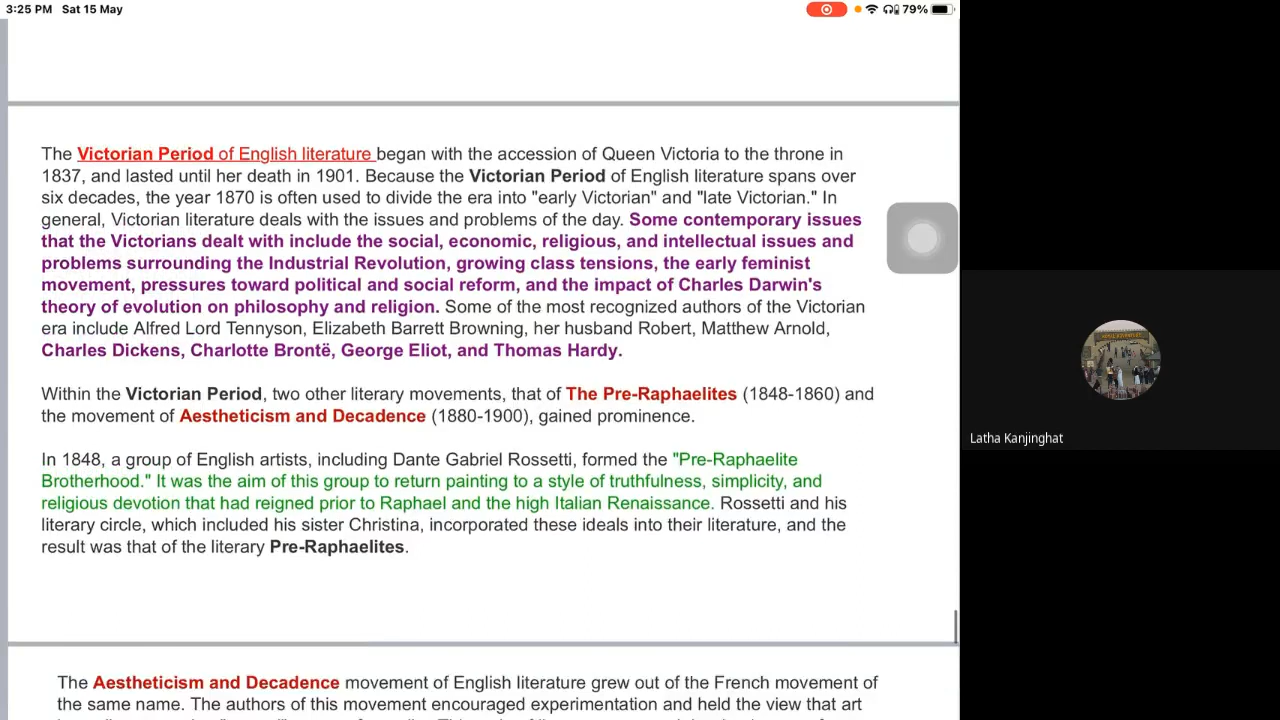 3:25 PM Sat 15 May
79%
The Victorian Period of English literature began with the accession of Queen Victoria to the throne in
1837, and lasted until her death in 1901. Because the Victorian Period of English literature spans over
six decades, the year 1870 is often used to divide the era into "early Victorian" and "late Victorian." In
general, Victorian literature deals with the issues and problems of the day. Some contemporary issues
that the Victorians dealt with include the social, economic, religious, and intellectual issues and
problems surrounding the Industrial Revolution, growing class tensions, the early feminist
movement, pressures toward political and social reform, and the impact of Charles Darwin's
theory of evolution on philosophy and religion. Some of the most recognized authors of the Victorian
era include Alfred Lord Tennyson, Elizabeth Barrett Browning, her husband Robert, Matthew Arnold,
Charles Dickens, Charlotte Brontë, George Eliot, and Thomas Hardy.
Within the Victorian Period, two other literary movements, that of The Pre-Raphaelites (1848-1860) and
the movement of Aestheticism and Decadence (1880-1900), gained prominence.
In 1848, a group of English artists, including Dante Gabriel Rossetti, formed the "Pre-Raphaelite
Brotherhood." It was the aim of this group to return painting to a style of truthfulness, simplicity, and
religious devotion that had reigned prior to Raphael and the high Italian Renaissance. Rossetti and his
literary circle, which included his sister Christina, incorporated these ideals into their literature, and the
result was that of the literary Pre-Raphaelites.
The Aestheticism and Decadence movement of English literature grew out of the French movement of
the same name. The authors of this movement encouraged experimentation and held the view that art
Latha Kanjinghat